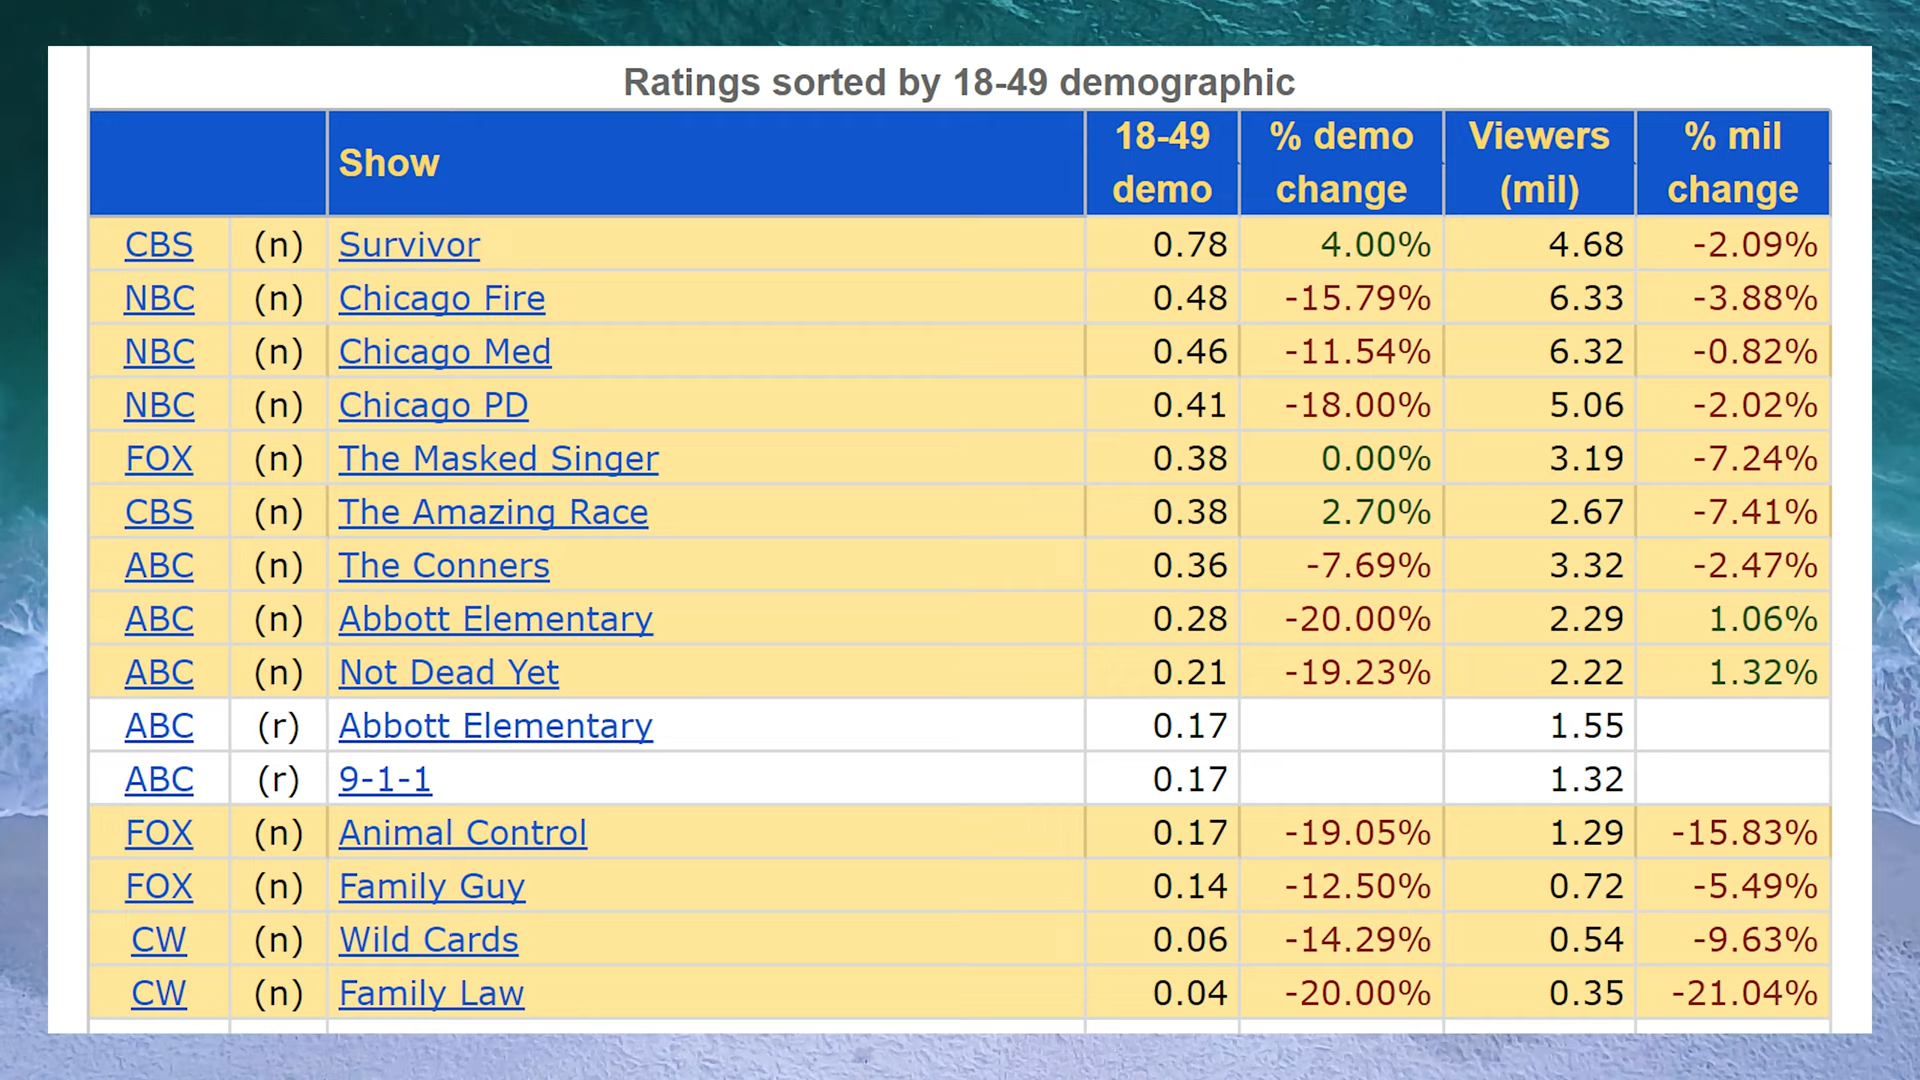 Ratings sorted by 18-49 demographic
Show 18-49 demo % demo change Viewers (mil) % mil change
CBS (n) Survivor 0.78 4.00% 4.68 -2.09%
NBC (n) Chicago Fire 0.48 -15.79% 6.33 -3.88%
NBC (n) Chicago Med 0.46 -11.54% 6.32 -0.82%
NBC (n) Chicago PD 0.41 -18.00% 5.06 -2.02%
FOX (n) The Masked Singer 0.38 0.00% 3.19 -7.24%
CBS (n) The Amazing Race 0.38 2.70% 2.67 -7.41%
ABC (n) The Conners 0.36 -7.69% 3.32 -2.47%
ABC (n) Abbott Elementary 0.28 -20.00% 2.29 1.06%
ABC (n) Not Dead Yet 0.21 -19.23% 2.22 1.32%
ABC (r) Abbott Elementary 0.17 1.55
ABC (r) 9-1-1 0.17 1.32
FOX (n) Animal Control 0.17 -19.05% 1.29 -15.83%
FOX (n) Family Guy 0.14 -12.50% 0.72 -5.49%
CW (n) Wild Cards 0.06 -14.29% 0.54 -9.63%
CW (n) Family Law 0.04 -20.00% 0.35 -21.04%